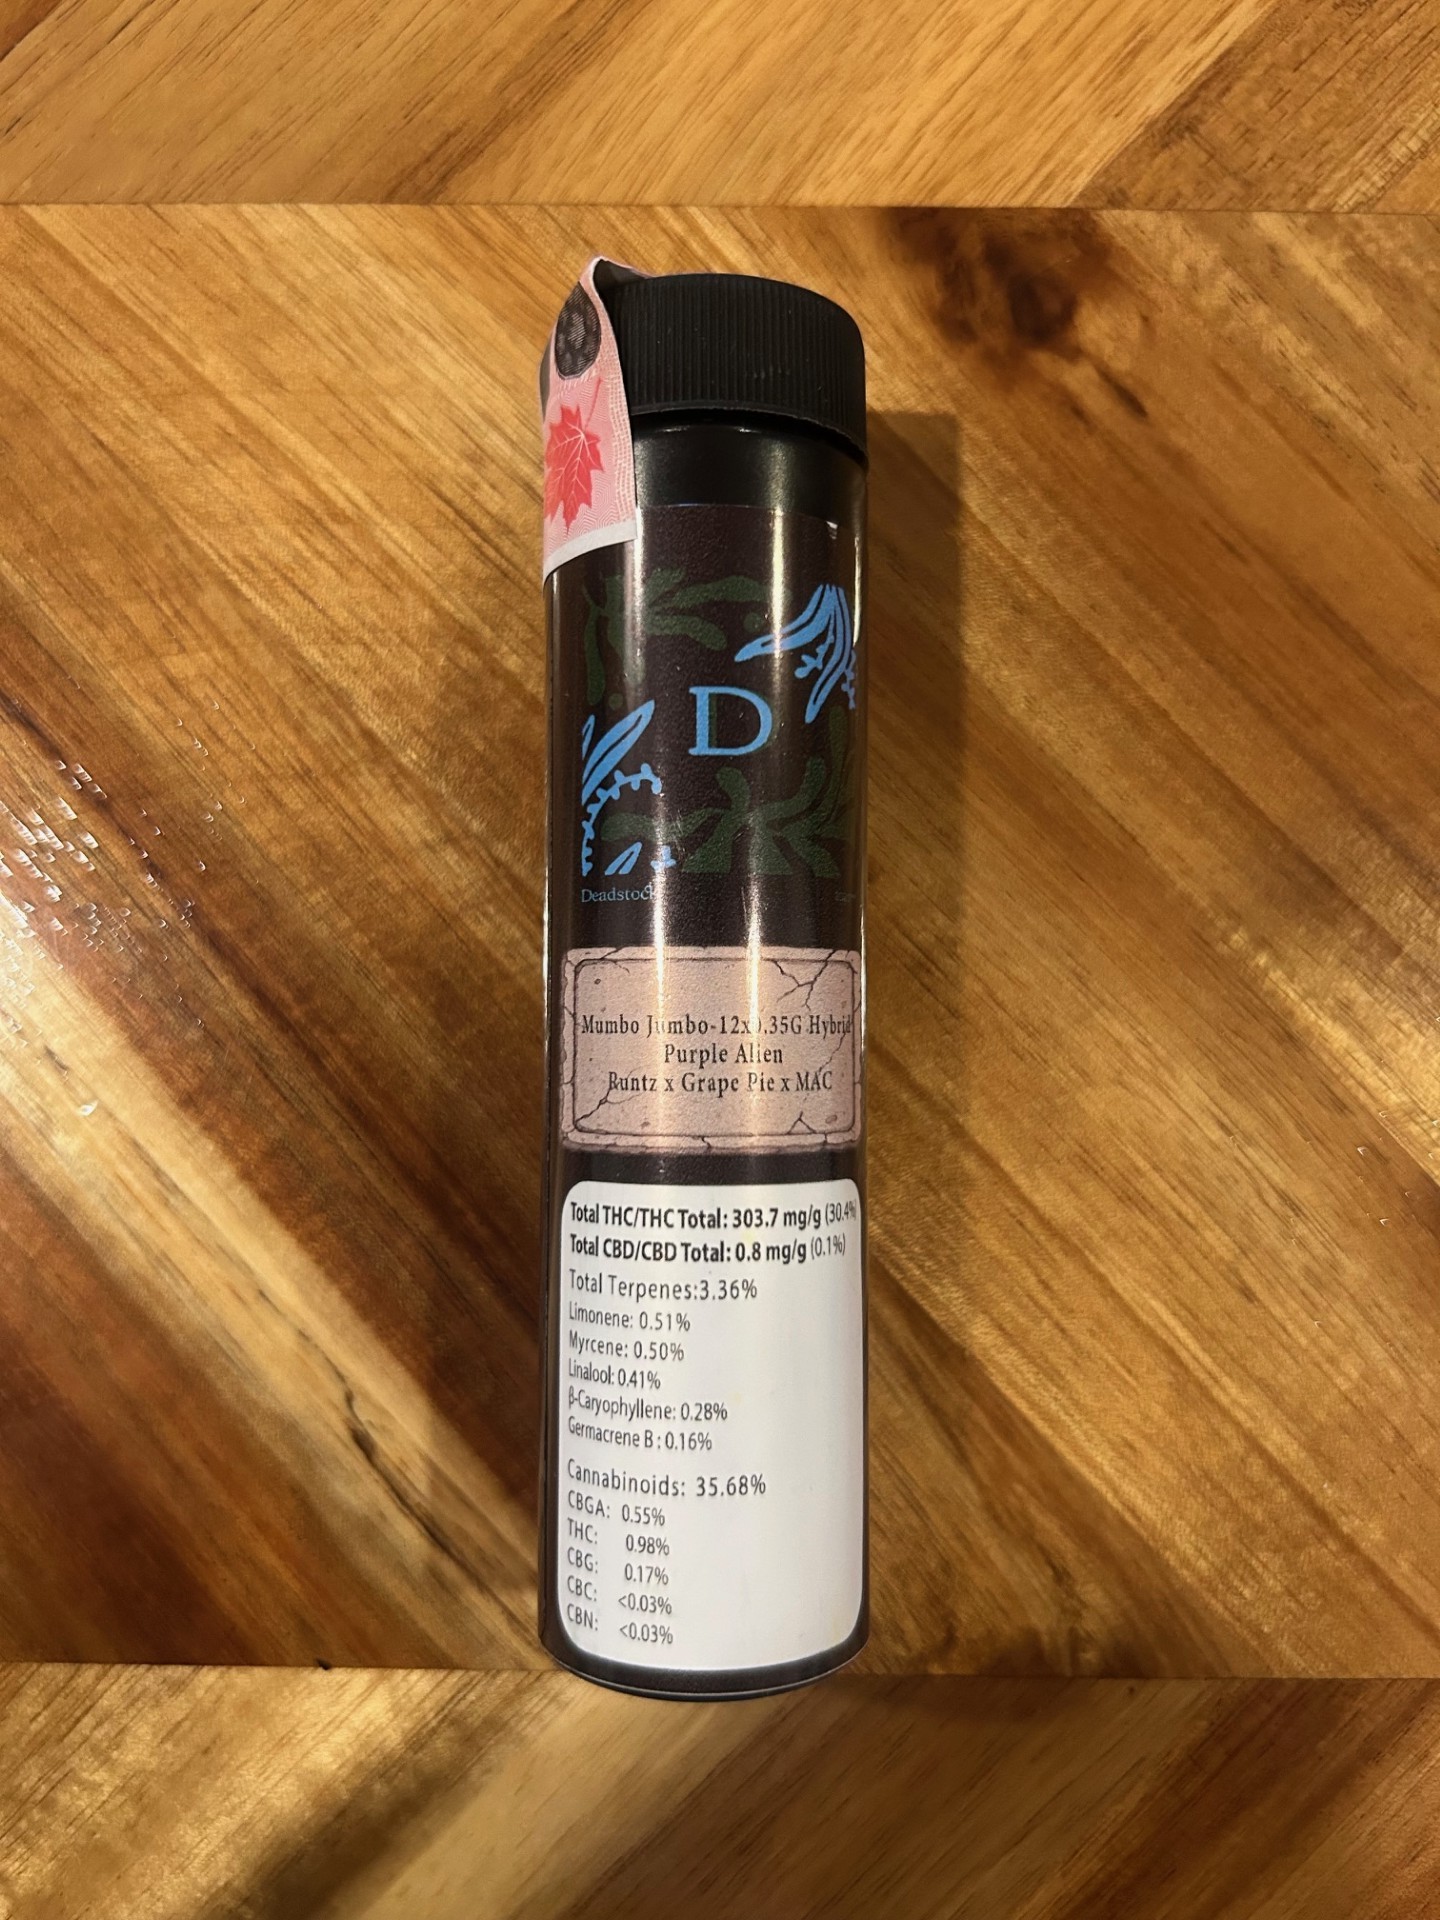 D
Deadstock
Mumbo Jumbo-12x0.35G Hybrid
Purple Alien
Runtz x Grape Pie x MAC
Total THC/THC Total: 303.7 mg/g (30.4%
Total CBD/CBD Total: 0.8 mg/g (0.1%)
Total Terpenes:3.36%
Limonene: 0.51%
Myrcene: 0.50%
Linalool: 0.41%
β-Caryophyllene: 0.28%
Germacrene B : 0.16%
Cannabinoids: 35.68%
CBGA: 0.55%
THC: 0.98%
CBG: 0.17%
CBC: <0.03%
CBN: <0.03%